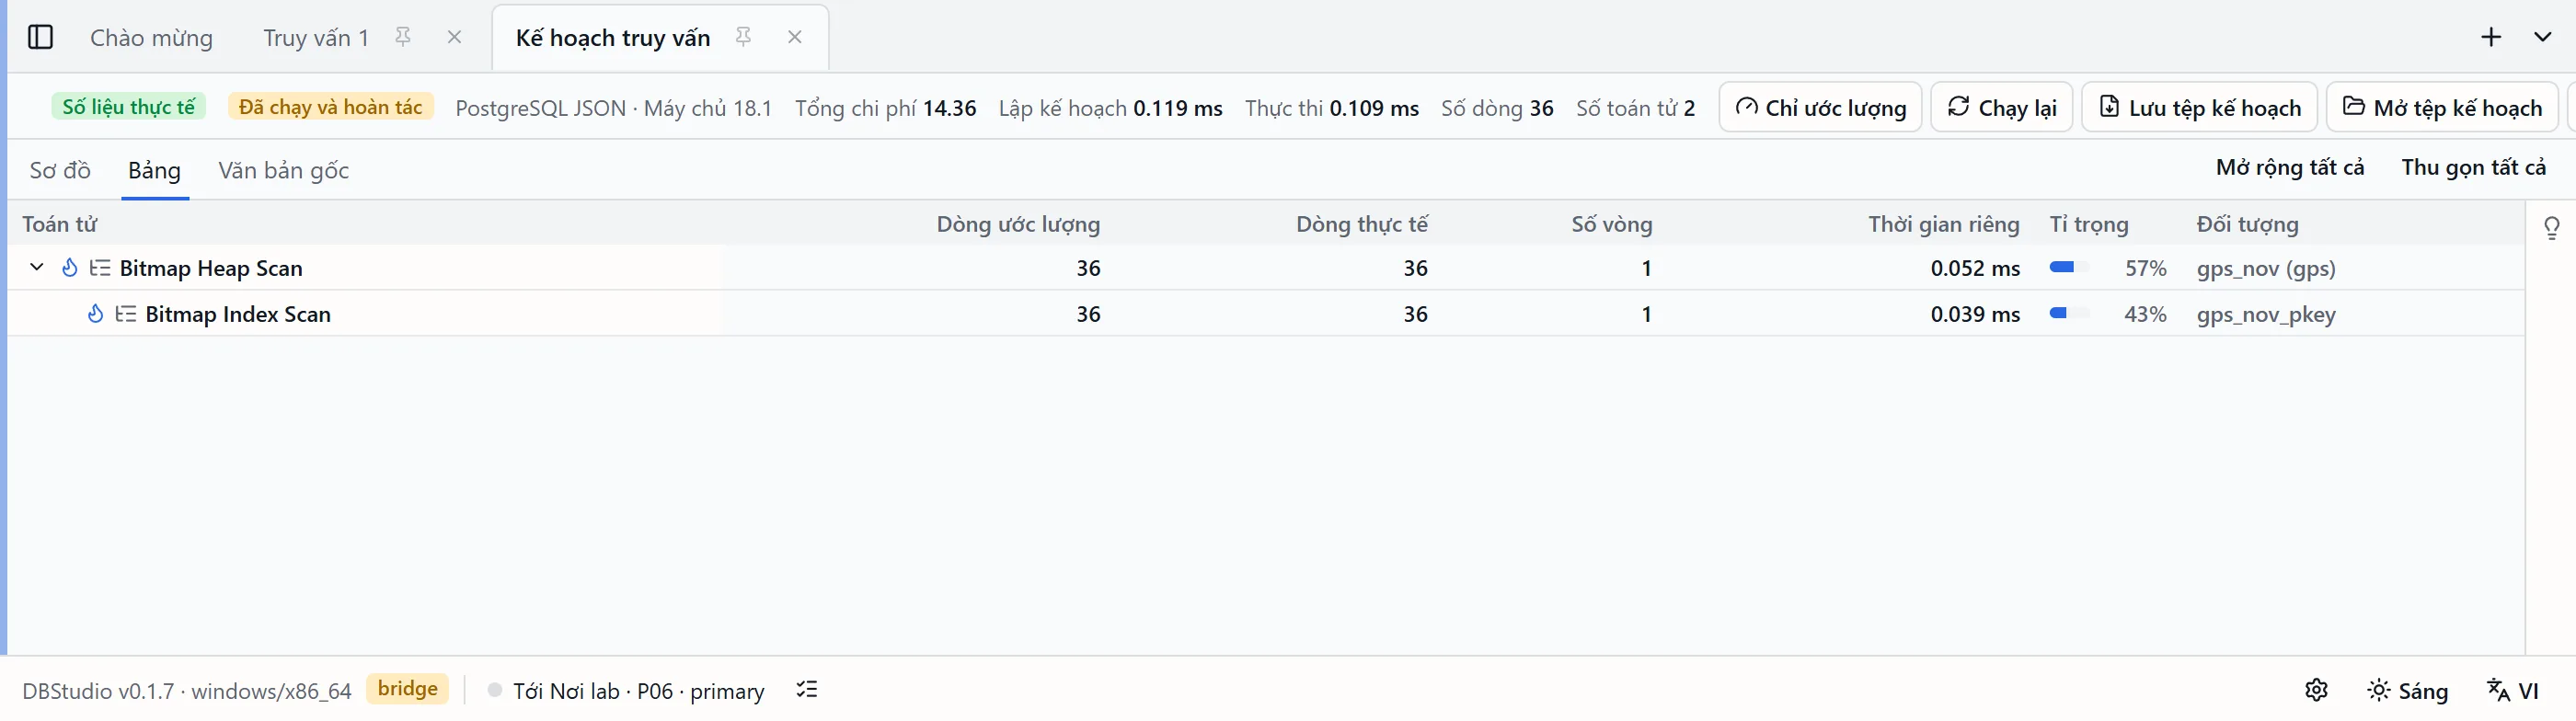 Chào mừng Truy vấn 1 Kế hoạch truy vấn
Số liệu thực tế Đã chạy và hoàn tác PostgreSQL JSON · Máy chủ 18.1 Tổng chi phí 14.36 Lập kế hoạch 0.119 ms Thực thi 0.109 ms Số dòng 36 Số toán tử 2 Chỉ ước lượng Chạy lại Lưu tệp kế hoạch Mở tệp kế hoạch
Sơ đồ Bảng Văn bản gốc Mở rộng tất cả Thu gọn tất cả
Toán tử Dòng ước lượng Dòng thực tế Số vòng Thời gian riêng Tỉ trọng Đối tượng
Bitmap Heap Scan 36 36 1 0.052 ms 57% gps_nov (gps)
Bitmap Index Scan 36 36 1 0.039 ms 43% gps_nov_pkey
DBStudio v0.1.7 · windows/x86_64 bridge Tới Nơi lab · P06 · primary Sáng VI